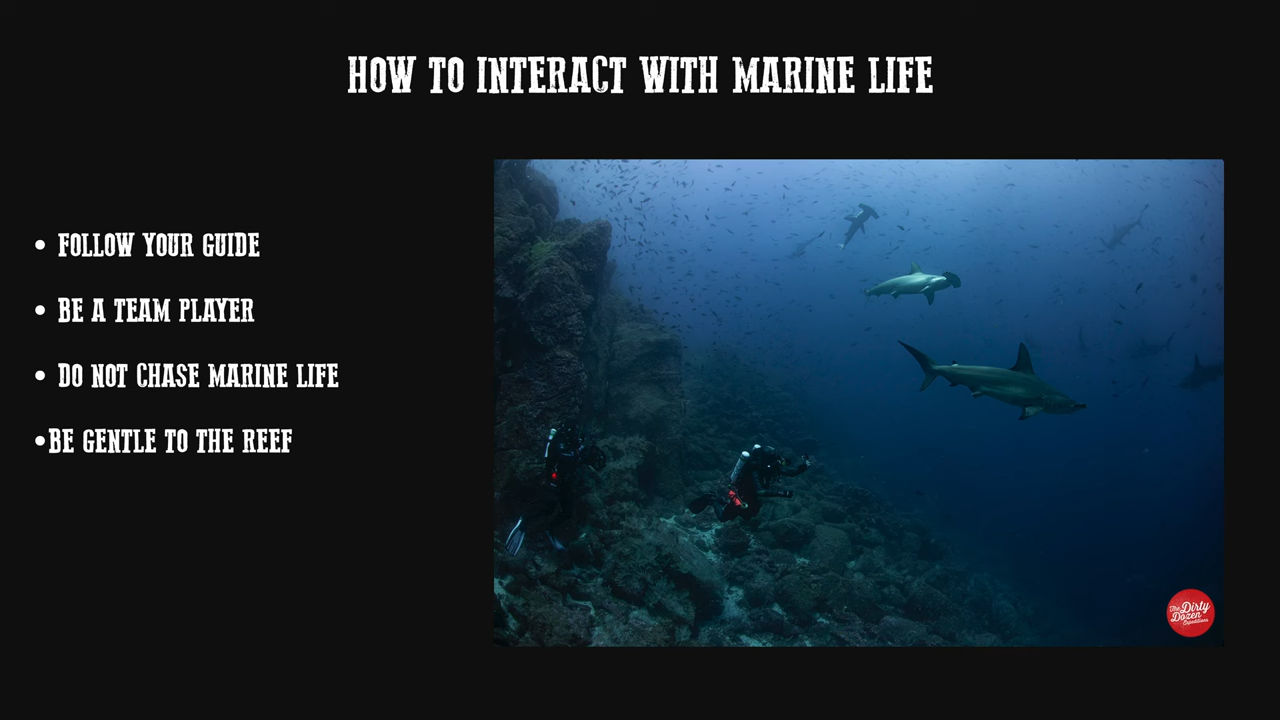 HOW TO INTERACT WITH MARINE LIFE
• FOLLOW YOUR GUIDE
• BE A TEAM PLAYER
• DO NOT CHASE MARINE LIFE
•BE GENTLE TO THE REEF
The Dirty
Dozen
Expeditions